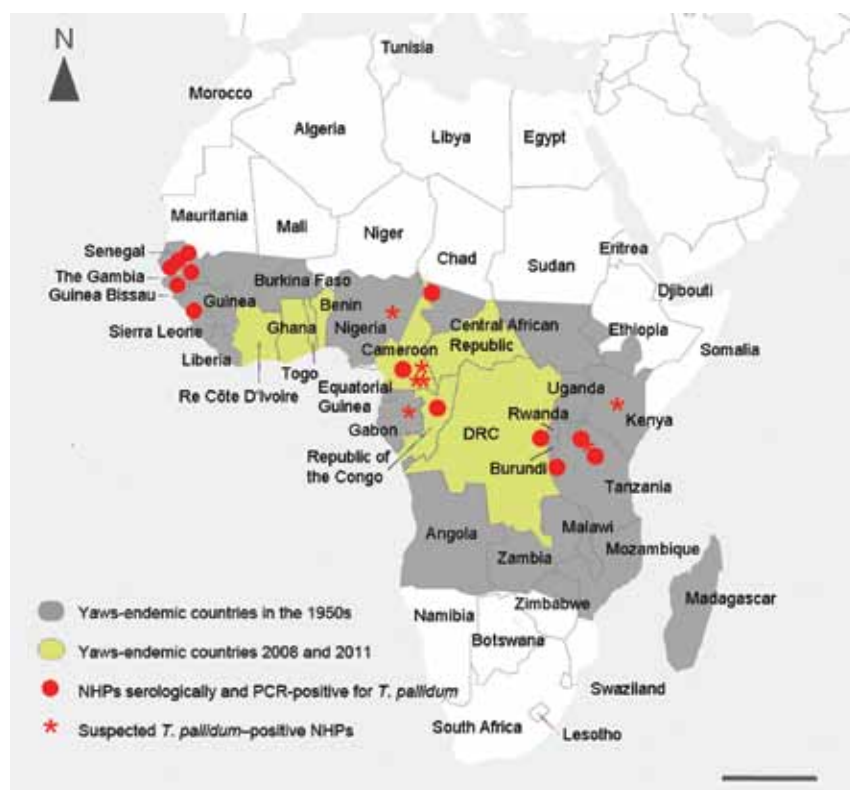 N
Tunisia
Morocco
Algeria
Libya
Egypt
Mauritania
Mali
Niger
Chad
Sudan
Eritrea
Djibouti
Senegal
The Gambia
Guinea Bissau
Guinea
Burkina Faso
Benin
Nigeria
Ghana
Sierra Leone
Liberia
Togo
Re Côte D'Ivoire
Central African
Republic
Cameroon
Ethiopia
Somalia
Equatorial
Guinea
Gabon
Uganda
Rwanda
Kenya
DRC
Republic of
the Congo
Burundi
Tanzania
Angola
Malawi
Zambia
Mozambique
Madagascar
Zimbabwe
Namibia
Botswana
Swaziland
South Africa
Lesotho
Yaws-endemic countries in the 1950s
Yaws-endemic countries 2008 and 2011
NHPs serologically and PCR-positive for T. pallidum
* Suspected T. pallidum–positive NHPs